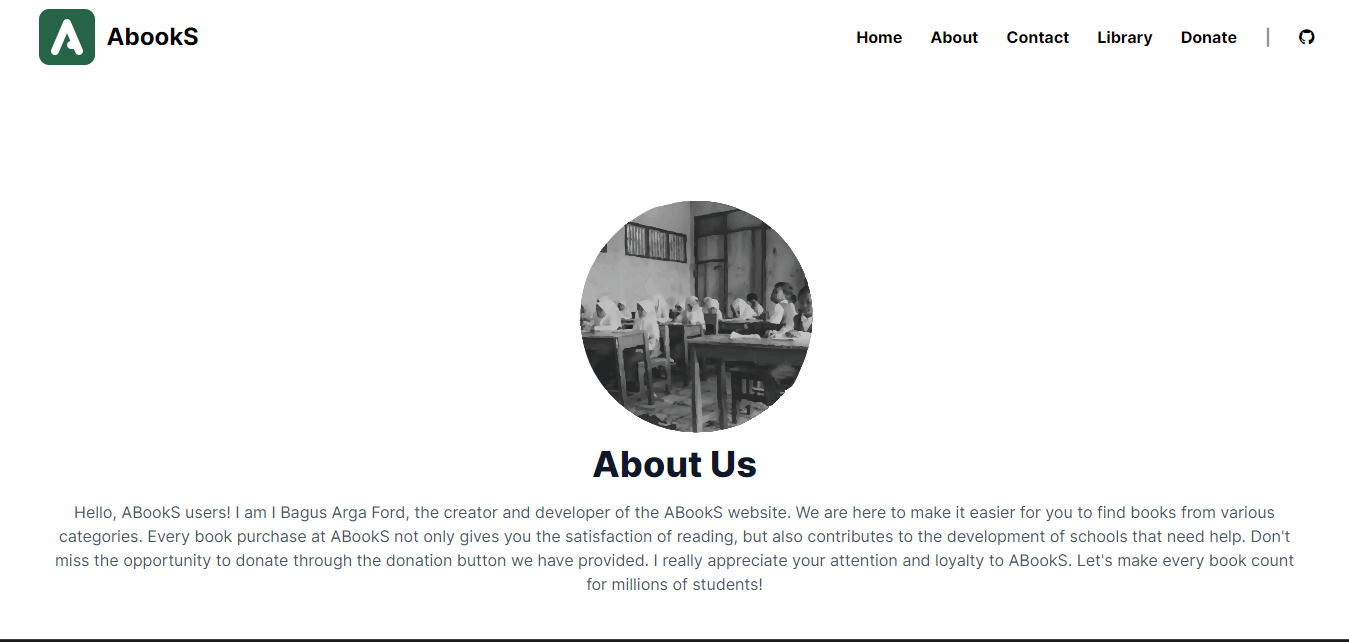 AbookS
Home About Contact Library Donate |
About Us
Hello, ABookS users! I am I Bagus Arga Ford, the creator and developer of the ABookS website. We are here to make it easier for you to find books from various
categories. Every book purchase at ABookS not only gives you the satisfaction of reading, but also contributes to the development of schools that need help. Don't
miss the opportunity to donate through the donation button we have provided. I really appreciate your attention and loyalty to ABookS. Let's make every book count
for millions of students!